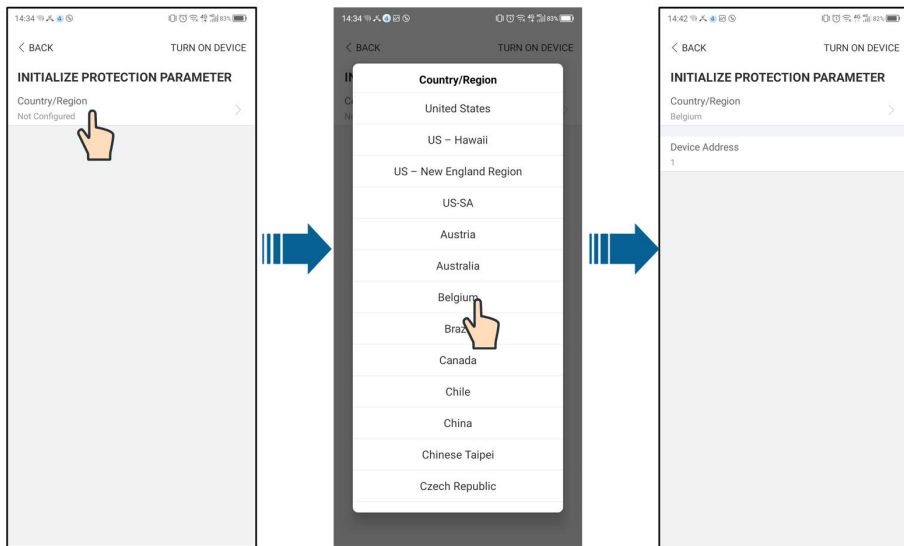 14:34 83%
< BACK TURN ON DEVICE
INITIALIZE PROTECTION PARAMETER
Country/Region
Not Configured
14:34 83%
< BACK TURN ON DEVICE
Country/Region
United States
US – Hawaii
US – New England Region
US-SA
Austria
Australia
Belgium
Canada
Chile
China
Chinese Taipei
Czech Republic
14:42 82%
< BACK TURN ON DEVICE
INITIALIZE PROTECTION PARAMETER
Country/Region
Belgium
Device Address
1